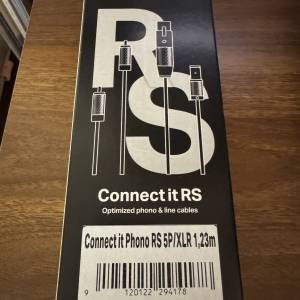 RS
Connect it RS
Optimized phono & line cables
Connect it Phono RS 5P/XLR 1,23m
9 120122 294178